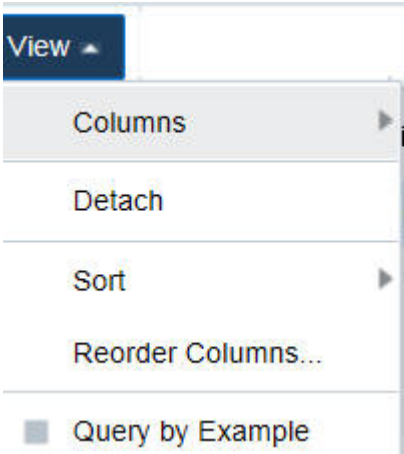 View
Columns
Detach
Sort
Reorder Columns...
Query by Example